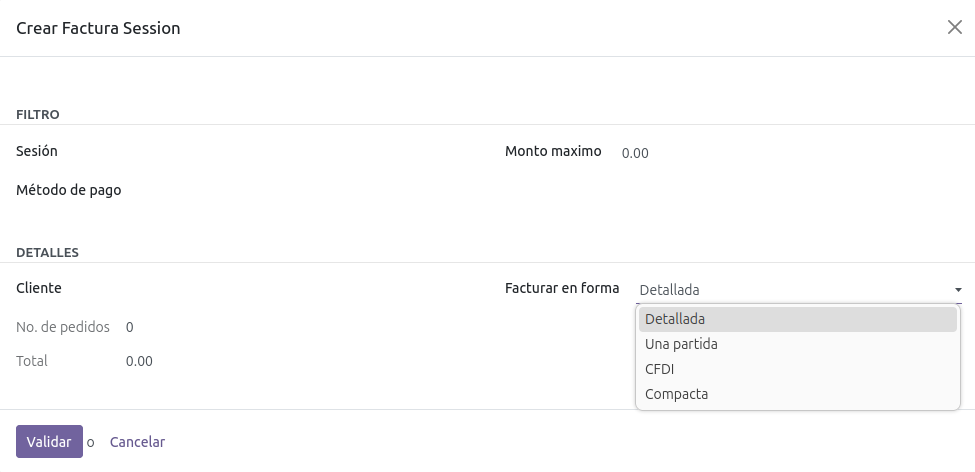 Crear Factura Session
FILTRO
Sesión
Monto maximo 0.00
Método de pago
DETALLES
Cliente
Facturar en forma Detallada
Detallada
Una partida
CFDI
Compacta
No. de pedidos 0
Total 0.00
Validar o Cancelar